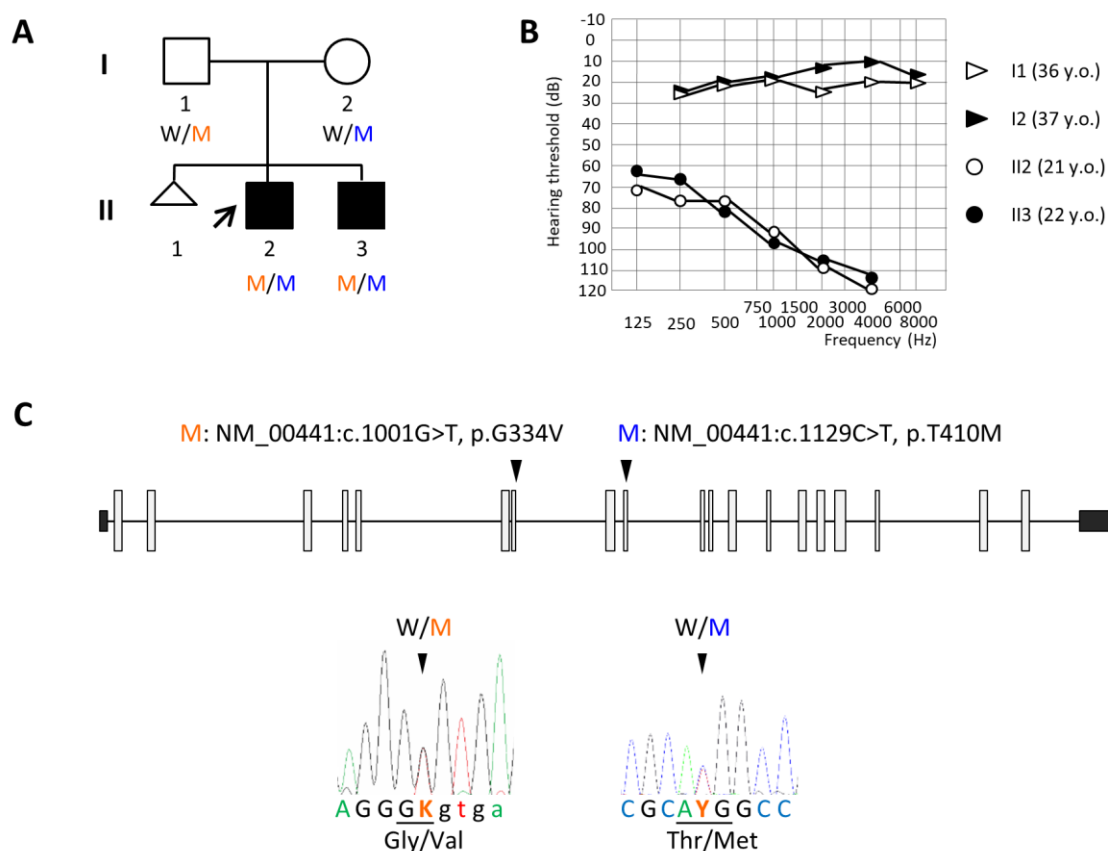 A
I
1
2
W/M
W/M
II
1
2
3
M/M
M/M
B
Hearing threshold (dB)
-10
0
10
20
30
40
50
60
70
80
90
100
110
120
750 1500 3000 6000
125 250 500 1000 2000 4000 8000
Frequency (Hz)
I1 (36 y.o.)
I2 (37 y.o.)
II2 (21 y.o.)
II3 (22 y.o.)
C
M: NM_00441:c.1001G>T, p.G334V
M: NM_00441:c.1129C>T, p.T410M
W/M
W/M
AGGGKgtga
CGCAYGGCC
Gly/Val
Thr/Met